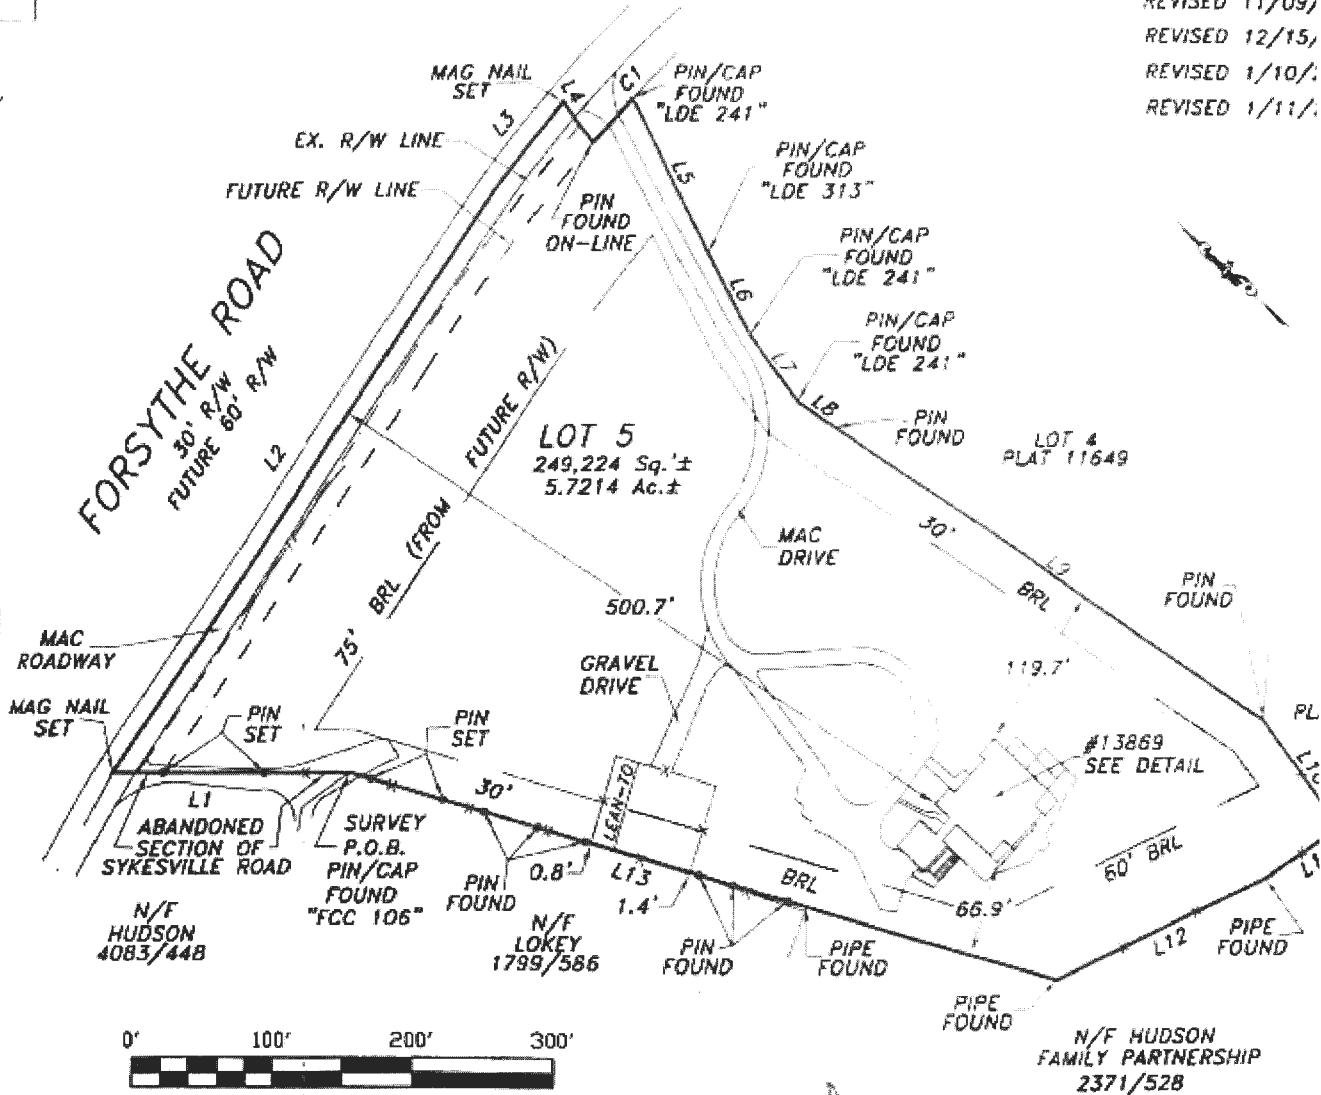 REVISED 11/09/
REVISED 12/15/
REVISED 1/10/
REVISED 1/11/
MAG NAIL
SET
L4
C1
PIN/CAP
FOUND
"LDE 241"
L3
EX. R/W LINE
FUTURE R/W LINE
PIN
FOUND
ON-LINE
L5
PIN/CAP
FOUND
"LDE 313"
PIN/CAP
FOUND
"LDE 241"
L6
PIN/CAP
FOUND
"LDE 241"
L7
L8
PIN
FOUND
LOT 4
PLAT 11649
FORSYTHE ROAD
30' R/W
FUTURE 60' R/W
L2
LOT 5
249,224 Sq.'±
5.7214 Ac.±
75' BRL (FROM FUTURE R/W)
MAC
DRIVE
30'
BRL
L9
PIN
FOUND
500.7'
119.7'
MAC
ROADWAY
GRAVEL
DRIVE
MAG NAIL
SET
PIN
SET
PIN
SET
#13869
SEE DETAIL
L10
L1
30'
LEAN-TO
ABANDONED
SECTION OF
SYKESVILLE ROAD
SURVEY
P.O.B.
PIN/CAP
FOUND
"FCC 106"
PIN
FOUND
0.8'
L13
1.4'
BRL
66.9'
60' BRL
N/F
HUDSON
4083/448
N/F
LOKEY
1799/586
PIN
FOUND
PIPE
FOUND
L12
PIPE
FOUND
PIPE
FOUND
0' 100' 200' 300'
N/F HUDSON
FAMILY PARTNERSHIP
2371/528